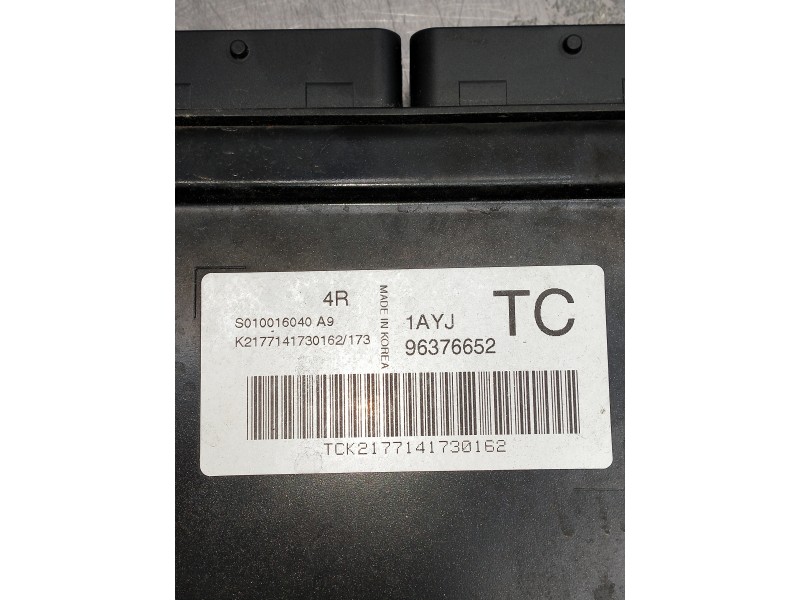 4R
S010016040 A9
K2177141730162/173
MADE IN KOREA
1AYJ
TC
96376652
TCK2177141730162